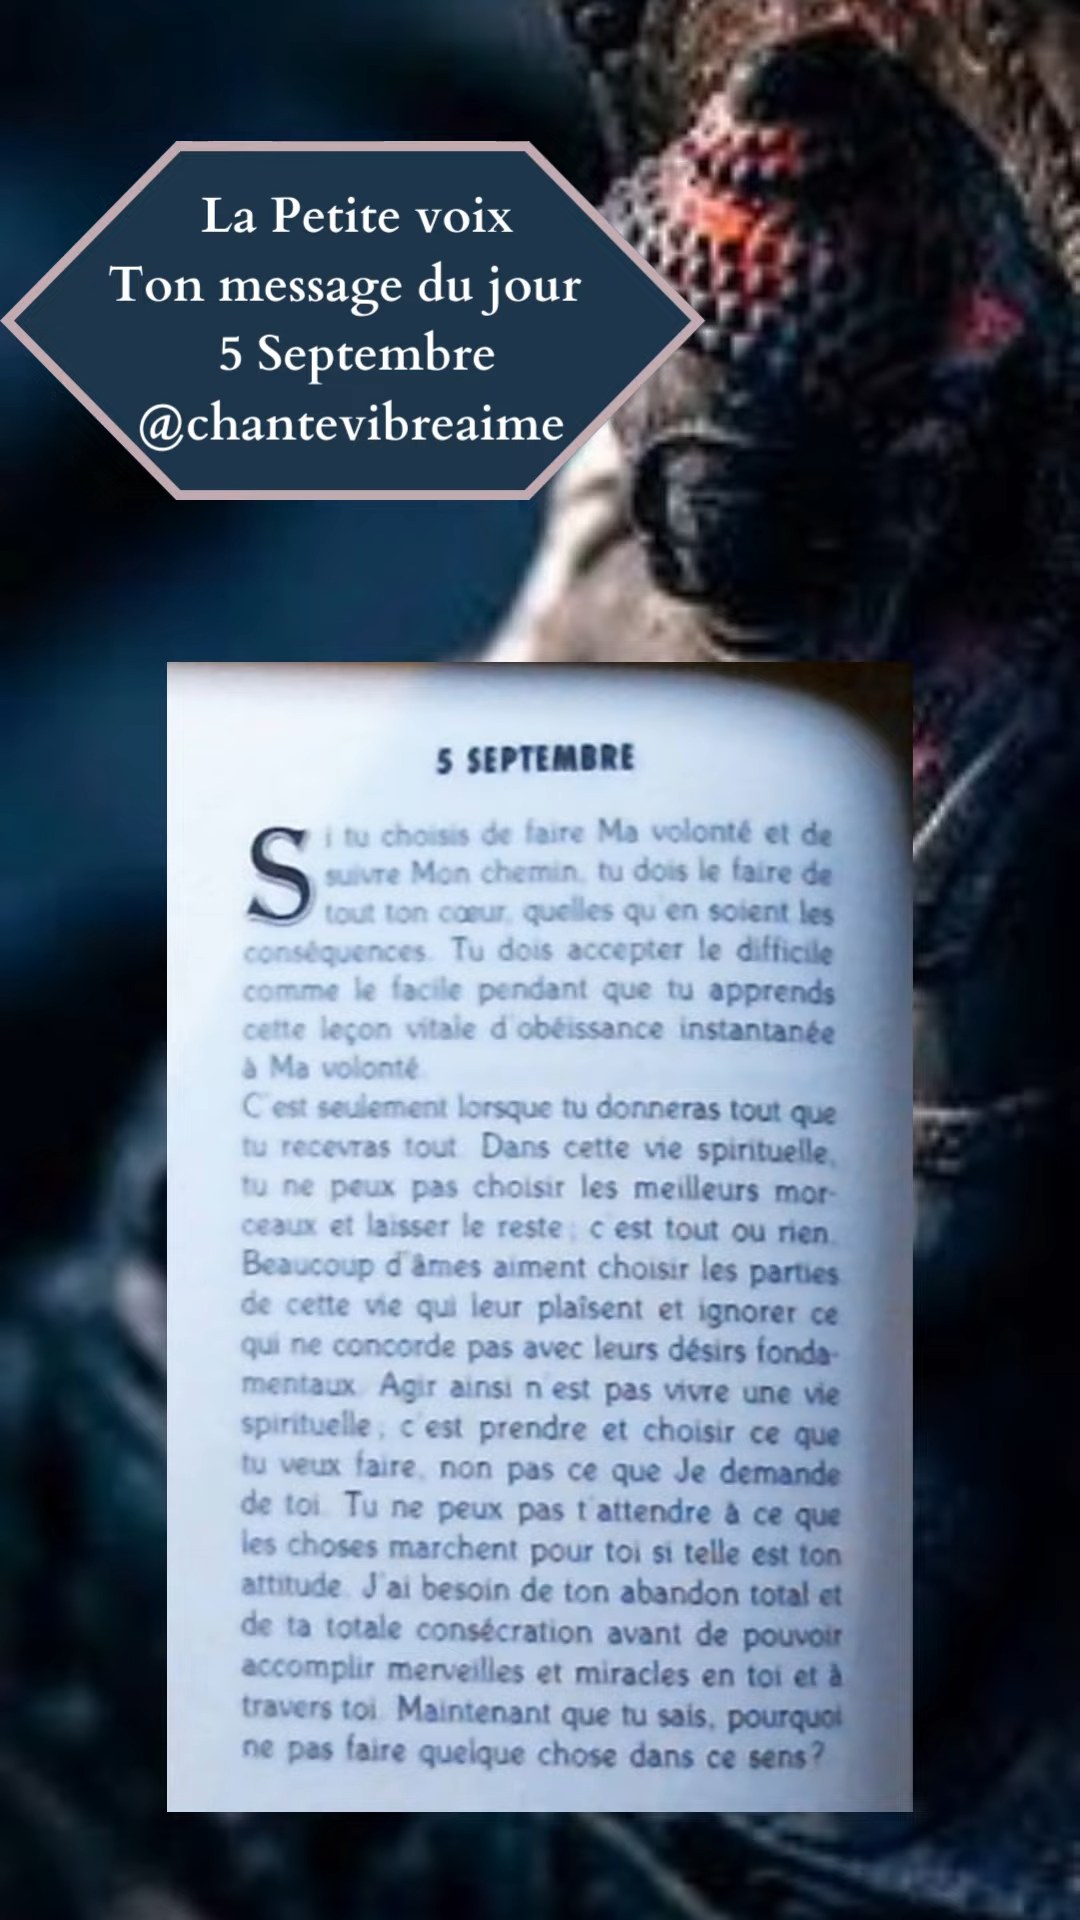 La Petite voix
Ton message du jour
5 Septembre
@chantevibreaime
5 SEPTEMBRE
Si tu choisis de faire Ma volonté et de
suivre Mon chemin, tu dois le faire de
tout ton cœur, quelles qu'en soient les
conséquences. Tu dois accepter le difficile
comme le facile pendant que tu apprends
cette leçon vitale d'obéissance instantanée
à Ma volonté.
C'est seulement lorsque tu donneras tout que
tu recevras tout. Dans cette vie spirituelle,
tu ne peux pas choisir les meilleurs mor-
ceaux et laisser le reste ; c'est tout ou rien.
Beaucoup d'âmes aiment choisir les parties
de cette vie qui leur plaîsent et ignorer ce
qui ne concorde pas avec leurs désirs fonda-
mentaux. Agir ainsi n'est pas vivre une vie
spirituelle ; c'est prendre et choisir ce que
tu veux faire, non pas ce que Je demande
de toi. Tu ne peux pas t'attendre à ce que
les choses marchent pour toi si telle est ton
attitude. J'ai besoin de ton abandon total et
de ta totale consécration avant de pouvoir
accomplir merveilles et miracles en toi et à
travers toi. Maintenant que tu sais, pourquoi
ne pas faire quelque chose dans ce sens ?